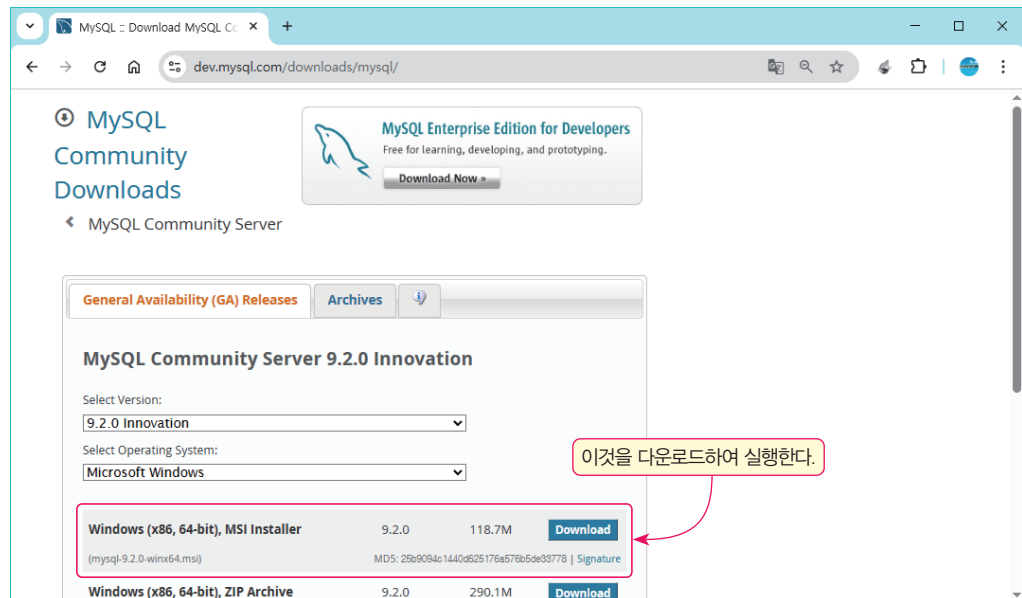 MySQL :: Download MySQL Co
dev.mysql.com/downloads/mysql/
MySQL
Community
Downloads
MySQL Community Server
MySQL Enterprise Edition for Developers
Free for learning, developing, and prototyping.
Download Now »
General Availability (GA) Releases
Archives
MySQL Community Server 9.2.0 Innovation
Select Version:
9.2.0 Innovation
Select Operating System:
Microsoft Windows
이것을 다운로드하여 실행한다.
Windows (x86, 64-bit), MSI Installer 9.2.0 118.7M Download
(mysql-9.2.0-winx64.msi) MD5: 25b9094c1440d625176a576b5de33778 | Signature
Windows (x86, 64-bit), ZIP Archive 9.2.0 290.1M Download